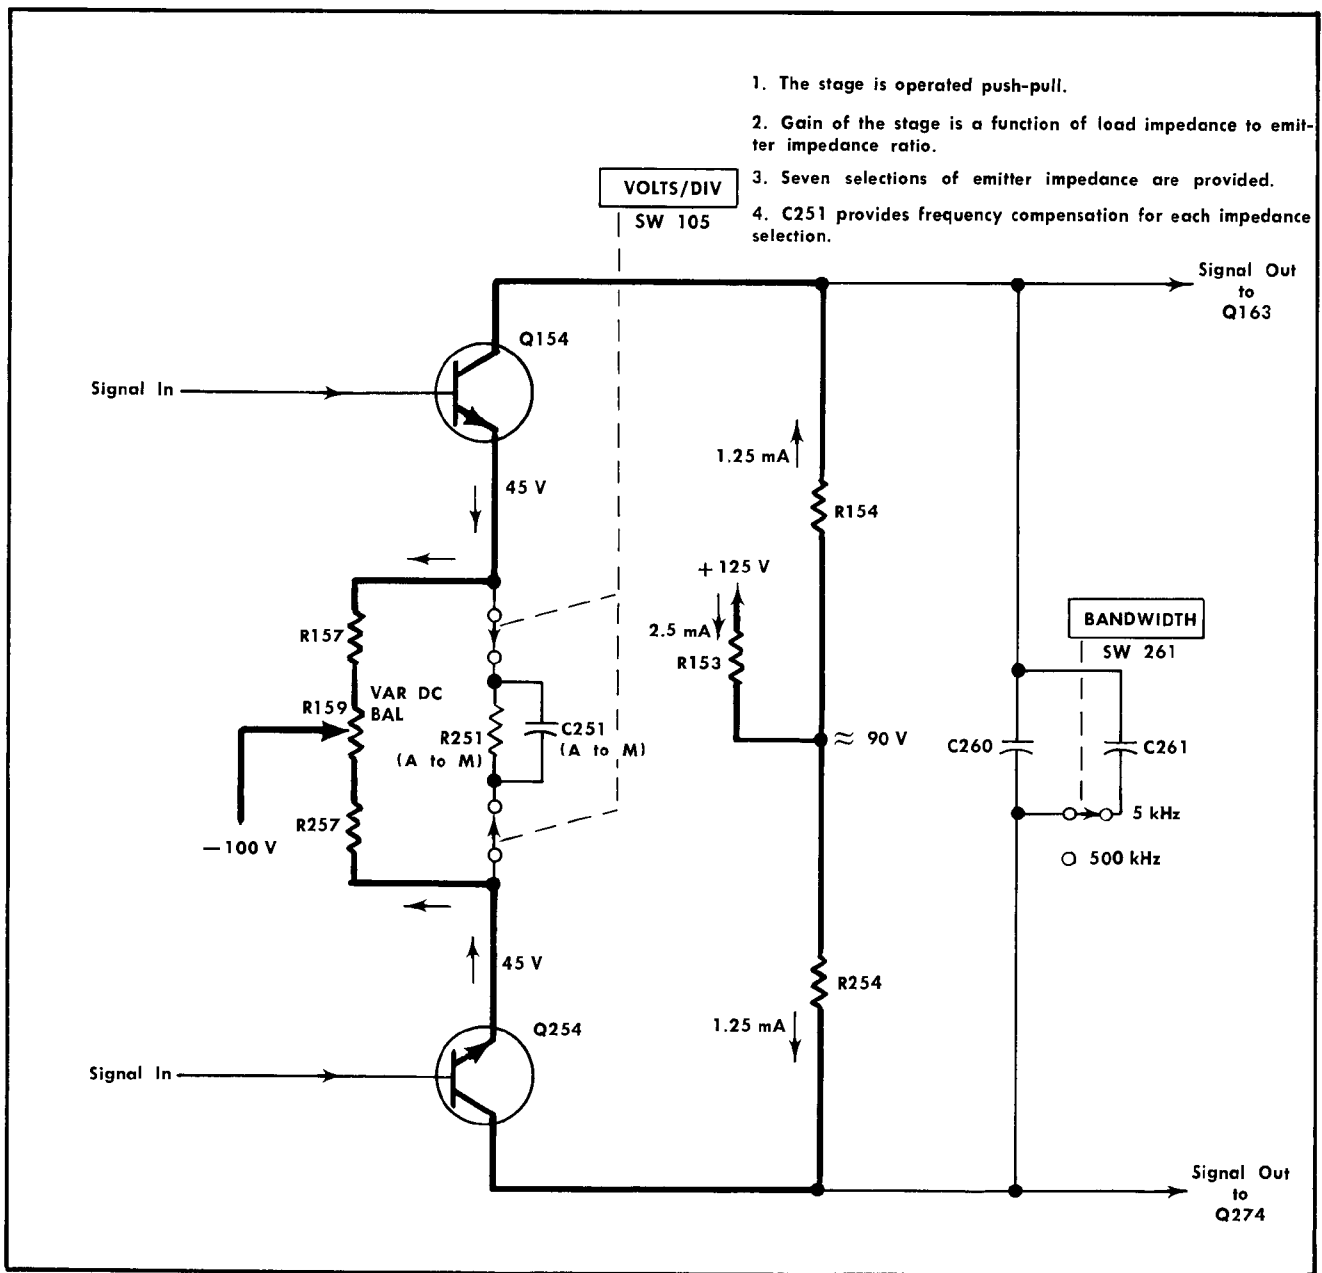 1. The stage is operated push-pull.
2. Gain of the stage is a function of load impedance to emit-
ter impedance ratio.
3. Seven selections of emitter impedance are provided.
4. C251 provides frequency compensation for each impedance
selection.
VOLTS/DIV
SW 105
Signal Out
to
Q163
Q154
Signal In
45 V
1.25 mA
R154
+ 125 V
2.5 mA
R153
BANDWIDTH
SW 261
R157
R159
VAR DC
BAL
R251
(A to M)
C251
(A to M)
≈ 90 V
C260
C261
R257
— 100 V
5 kHz
500 kHz
45 V
R254
1.25 mA
Q254
Signal In
Signal Out
to
Q274